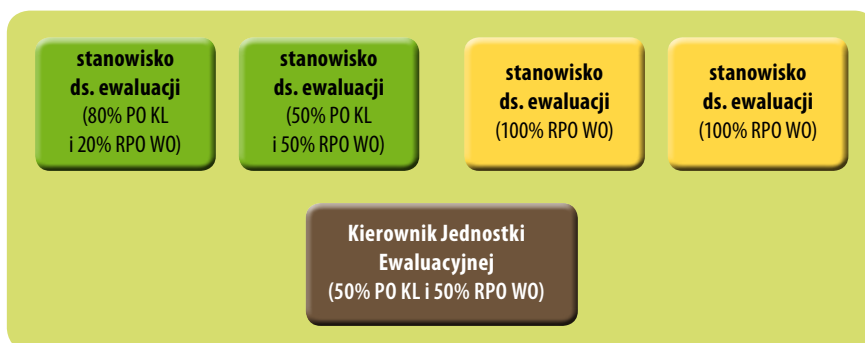 stanowisko
ds. ewaluacji
(80% PO KL
i 20% RPO WO)
stanowisko
ds. ewaluacji
(50% PO KL
i 50% RPO WO)
stanowisko
ds. ewaluacji
(100% RPO WO)
stanowisko
ds. ewaluacji
(100% RPO WO)
Kierownik Jednostki
Ewaluacyjnej
(50% PO KL i 50% RPO WO)